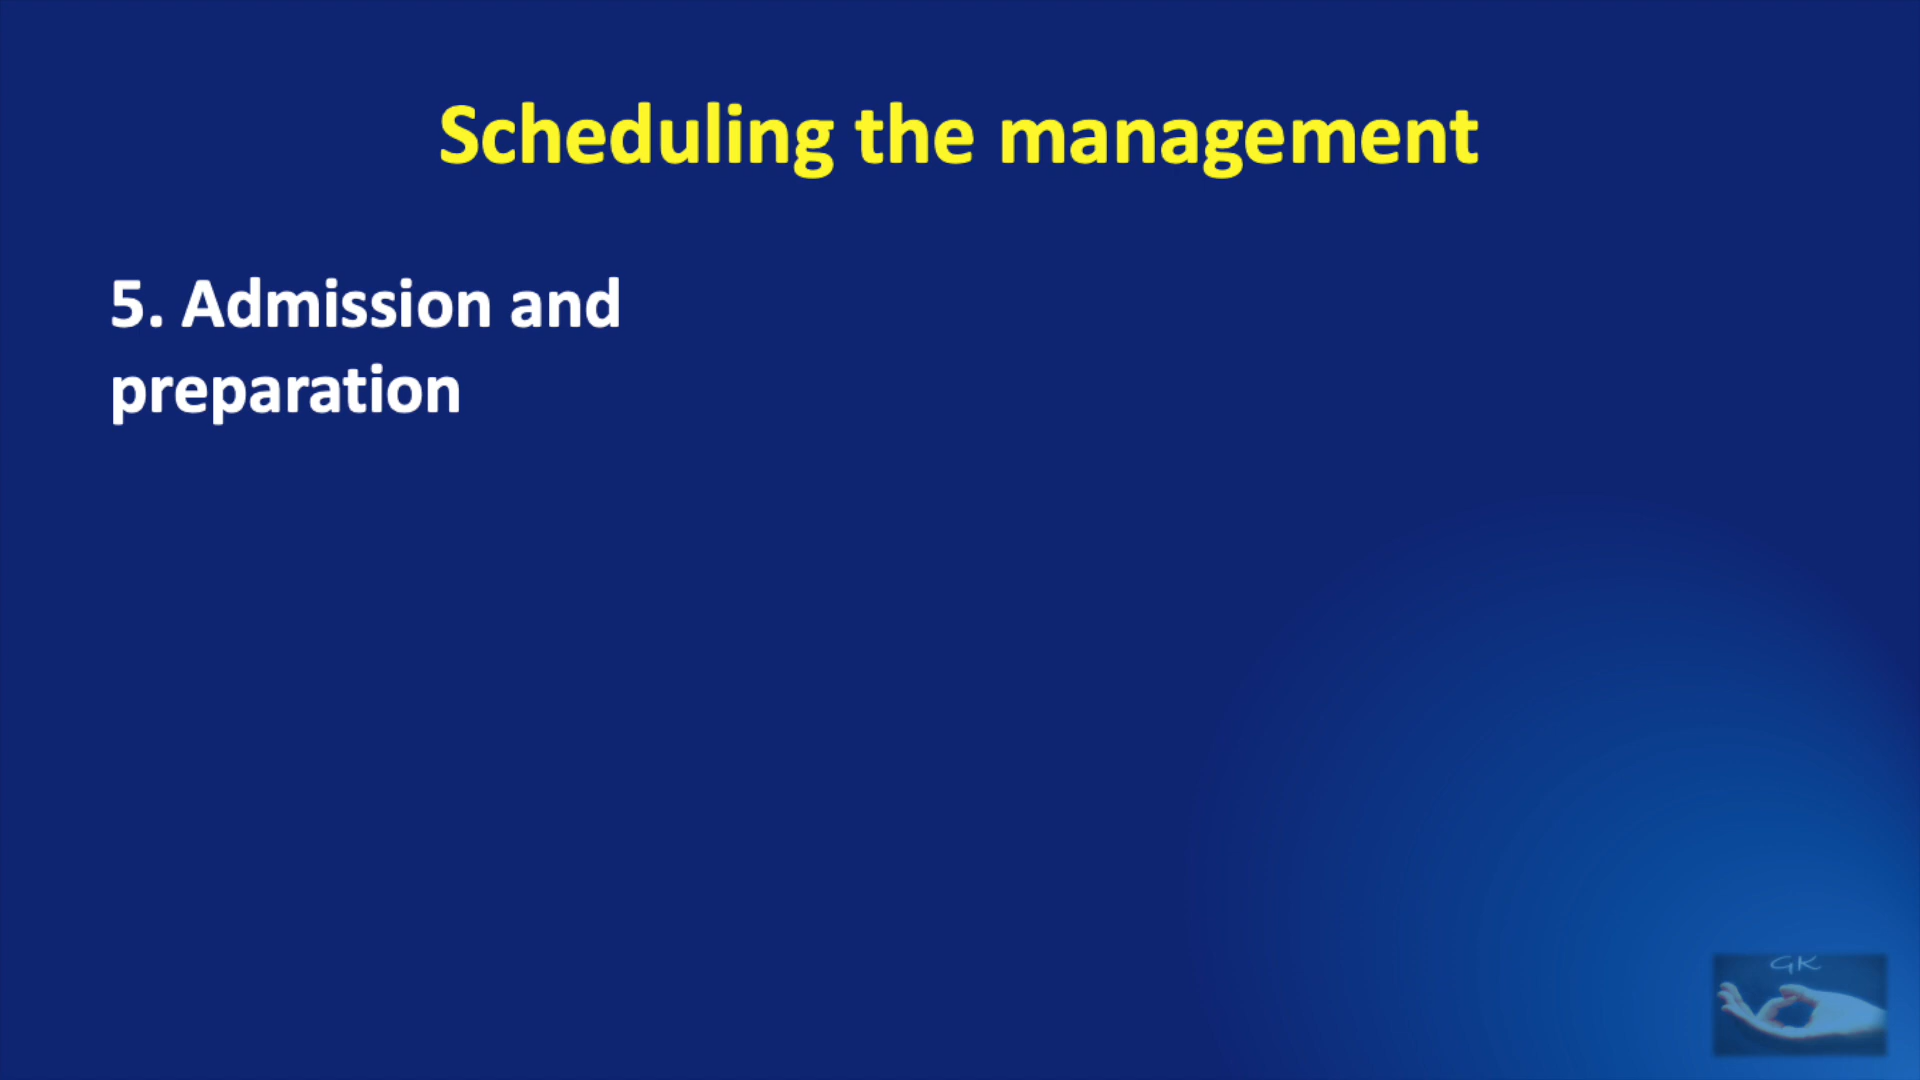 Scheduling the management
5. Admission and
preparation
GK